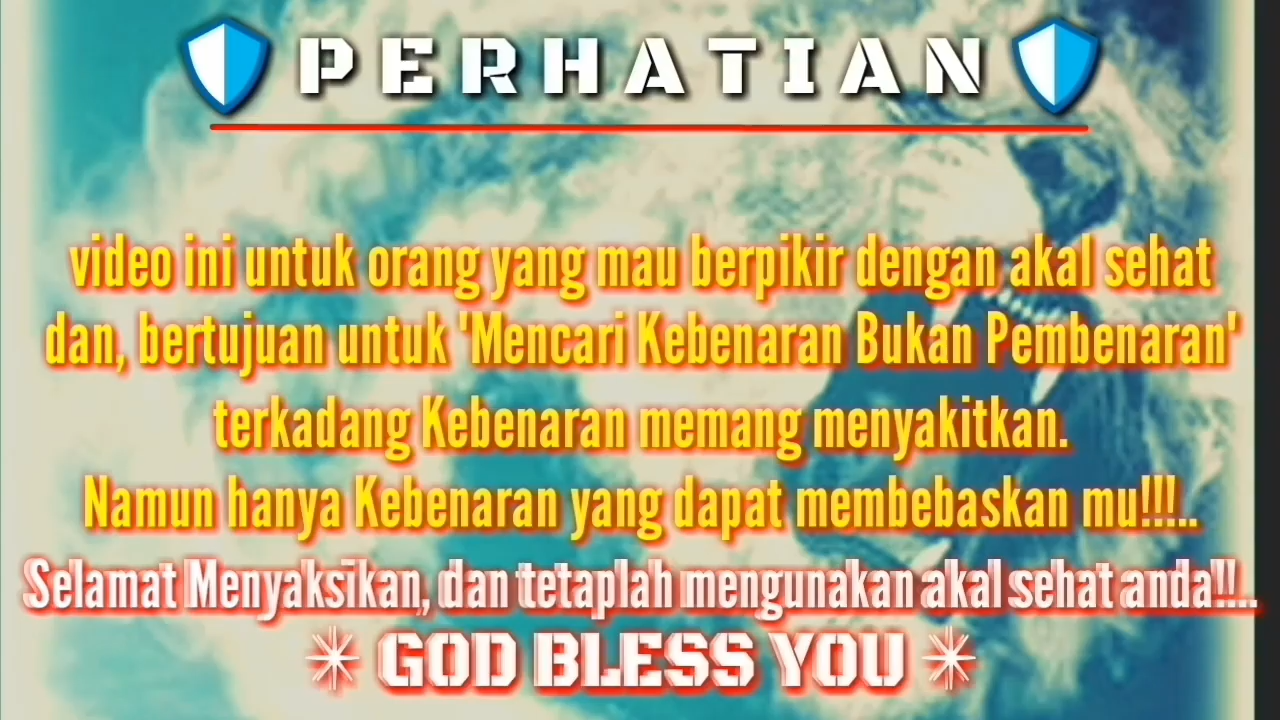 PERHATIAN
video ini untuk orang yang mau berpikir dengan akal sehat
dan, bertujuan untuk 'Mencari Kebenaran Bukan Pembenaran'
terkadang Kebenaran memang menyakitkan.
Namun hanya Kebenaran yang dapat membebaskan mu!!!...
Selamat Menyaksikan, dan tetaplah mengunakan akal sehat anda!!...
GOD BLESS YOU